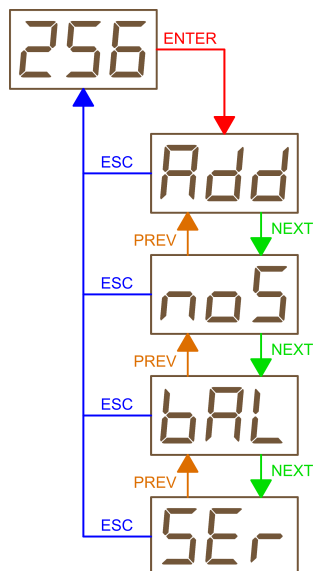 256
ENTER
ESC
Add
PREV
NEXT
ESC
noS
PREV
NEXT
ESC
bAL
PREV
NEXT
ESC
SEr